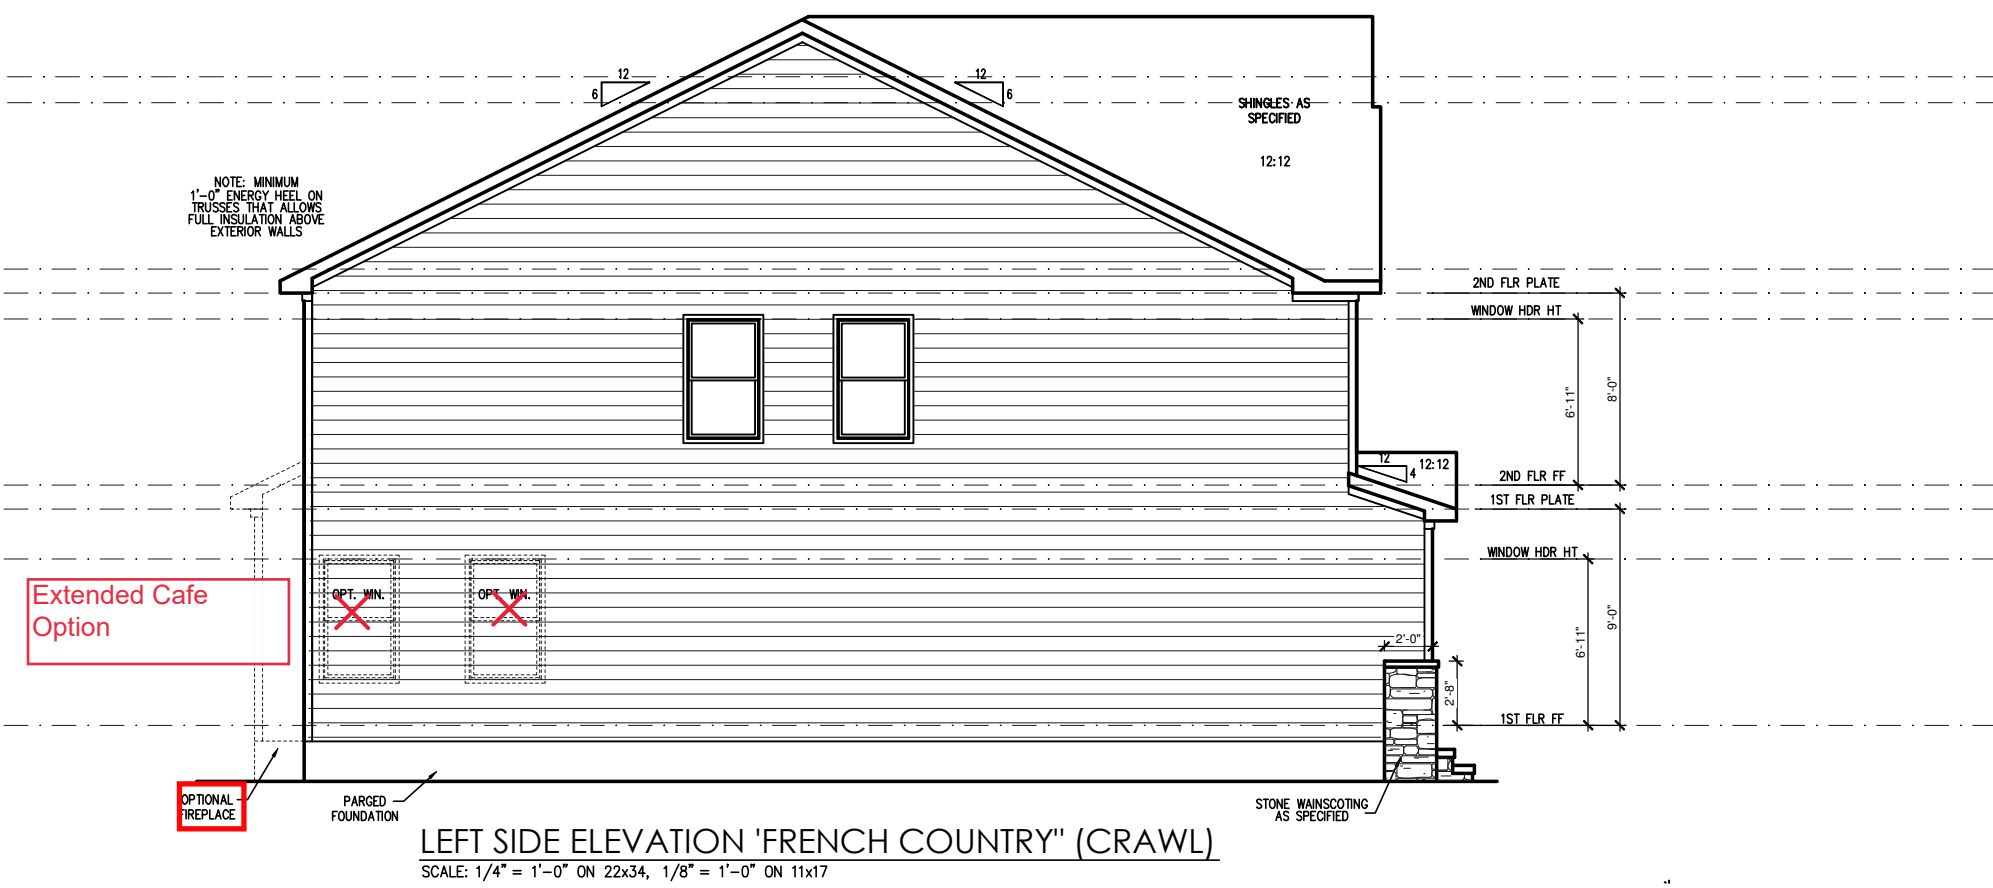 12
6
12
6
SHINGLES AS
SPECIFIED
12:12
NOTE: MINIMUM
1'-0" ENERGY HEEL ON
TRUSSES THAT ALLOWS
FULL INSULATION ABOVE
EXTERIOR WALLS
2ND FLR PLATE
WINDOW HDR HT
6'-11"
8'-0"
12
4
12:12
2ND FLR FF
1ST FLR PLATE
WINDOW HDR HT
Extended Cafe
Option
OPT. WIN.
OPT. WIN.
2'-0"
2'-8"
6'-11"
9'-0"
1ST FLR FF
OPTIONAL
FIREPLACE
PARGED
FOUNDATION
STONE WAINSCOTING
AS SPECIFIED
LEFT SIDE ELEVATION 'FRENCH COUNTRY" (CRAWL)
SCALE: 1/4" = 1'-0" ON 22x34, 1/8" = 1'-0" ON 11x17